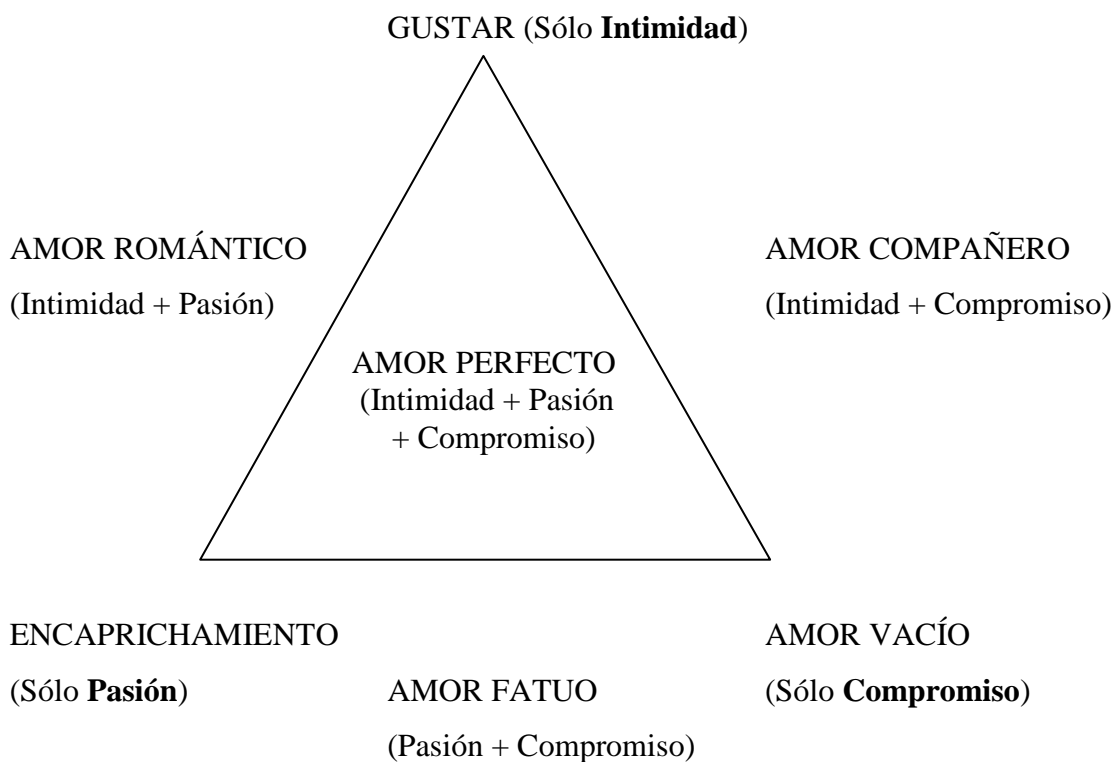 GUSTAR (Sólo Intimidad)
AMOR ROMÁNTICO
(Intimidad + Pasión)
AMOR COMPAÑERO
(Intimidad + Compromiso)
AMOR PERFECTO
(Intimidad + Pasión
+ Compromiso)
ENCAPRICHAMIENTO
(Sólo Pasión)
AMOR FATUO
(Pasión + Compromiso)
AMOR VACÍO
(Sólo Compromiso)